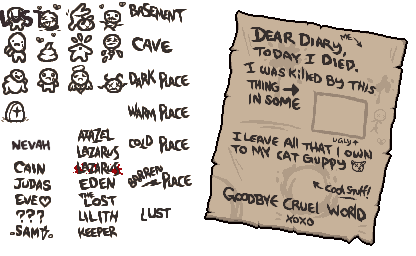 LUST
BASEMENT
CAVE
DARK PLACE
WARM PLACE
COLD PLACE
BARREN PLACE
LUST
NEVAH
CAIN
JUDAS
EVE♡
???
SAMS
AZAZEL
LAZARUS
LAZARUS
EDEN
THE
LOST
LILITH
KEEPER
DEAR DIARY,
ME
TODAY I DIED.
I WAS KILLED BY THIS
THING →
IN SOME
UGLY↑
I LEAVE ALL THAT I OWN
TO MY CAT GUPPY
↖ COOL STUFF!
GOODBYE CRUEL WORLD
XOXO